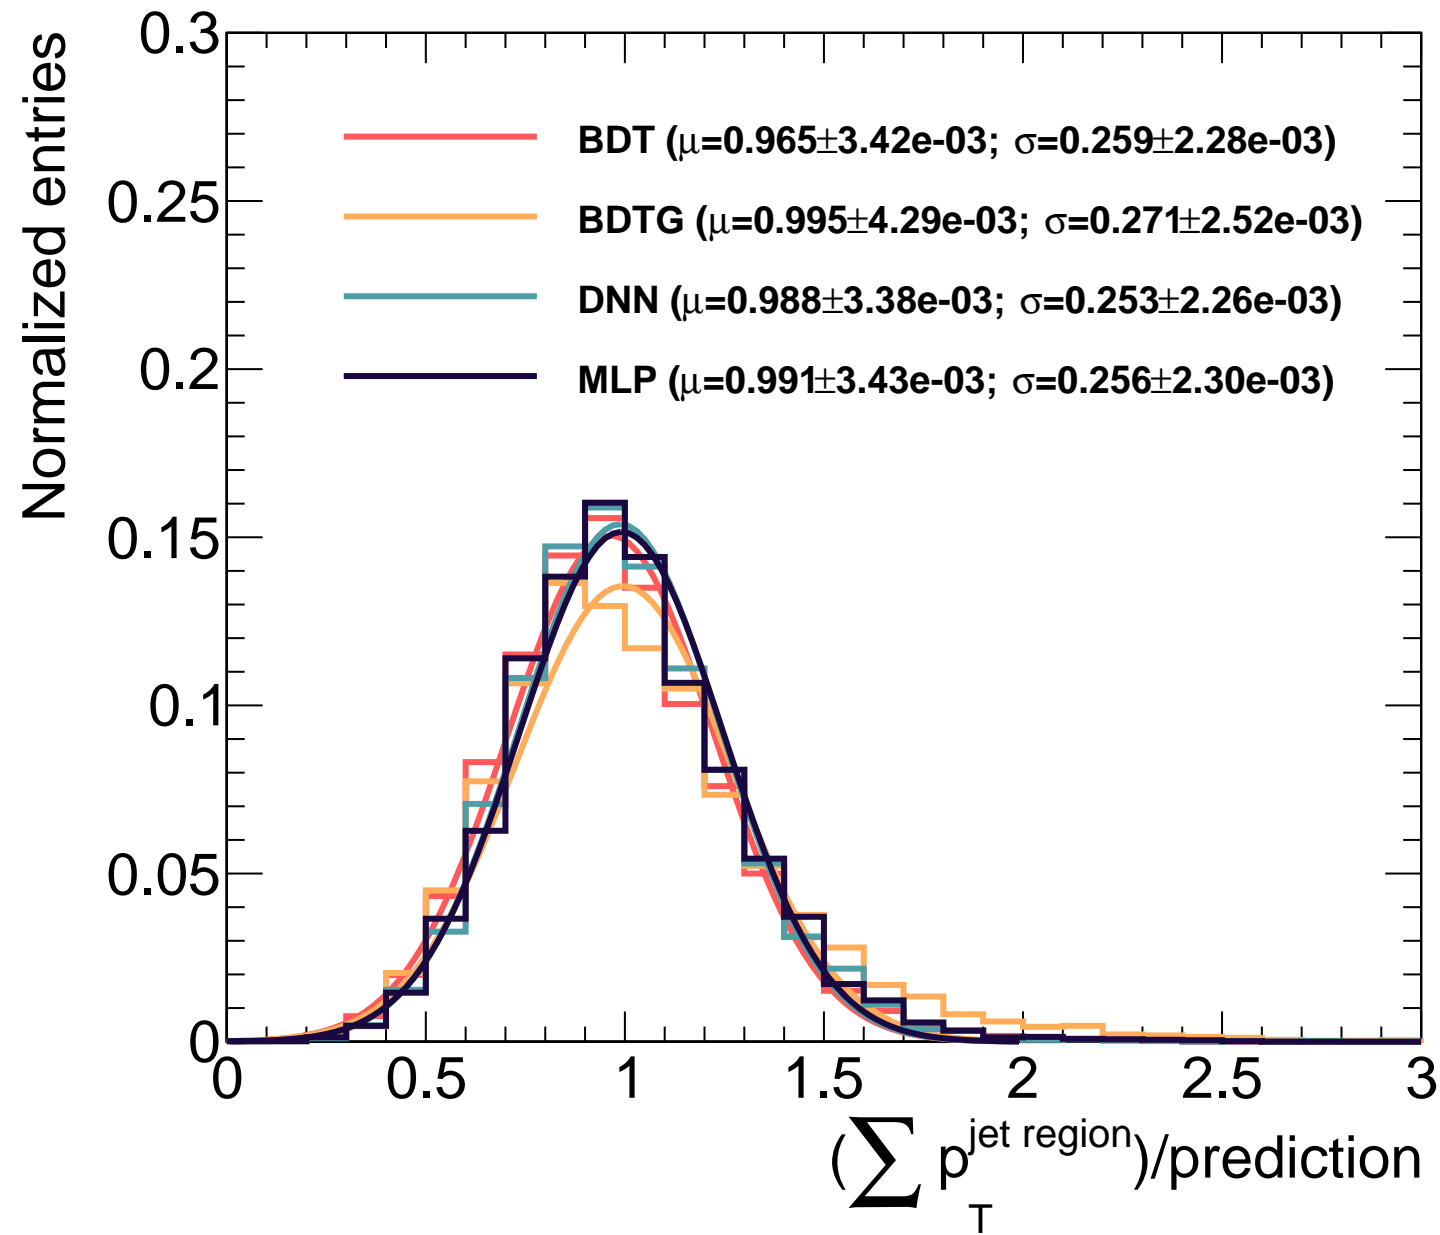 Normalized entries
0.3
0.25
0.2
0.15
0.1
0.05
0
BDT (μ=0.965±3.42e-03; σ=0.259±2.28e-03)
BDTG (μ=0.995±4.29e-03; σ=0.271±2.52e-03)
DNN (μ=0.988±3.38e-03; σ=0.253±2.26e-03)
MLP (μ=0.991±3.43e-03; σ=0.256±2.30e-03)
0 0.5 1 1.5 2 2.5 3
(∑ p_T^jet region)/prediction